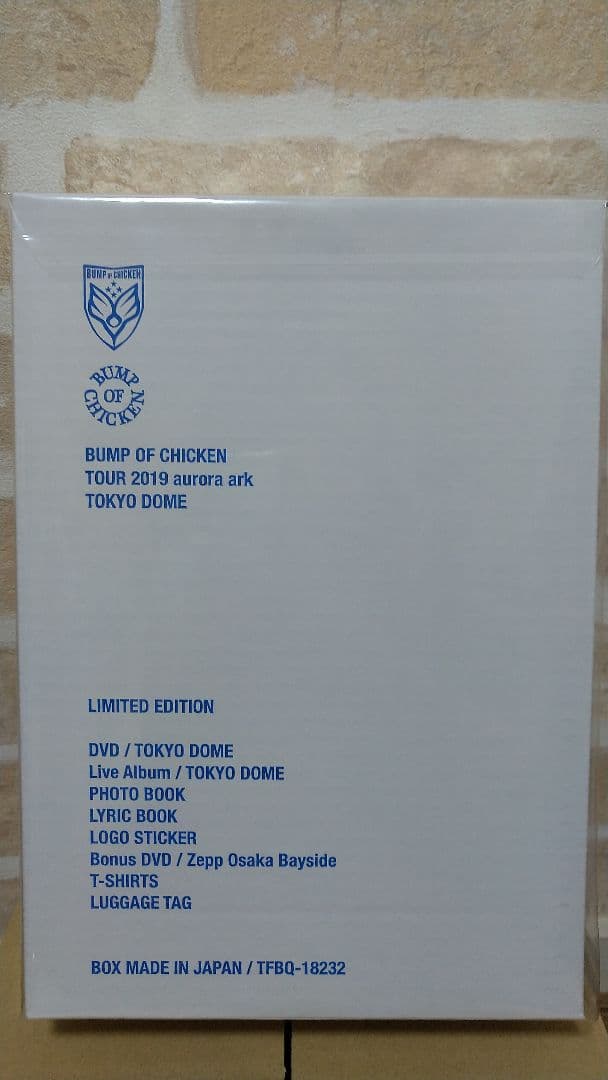 BUMP OF CHICKEN
BUMP
OF
CHICKEN
BUMP OF CHICKEN
TOUR 2019 aurora ark
TOKYO DOME
LIMITED EDITION
DVD / TOKYO DOME
Live Album / TOKYO DOME
PHOTO BOOK
LYRIC BOOK
LOGO STICKER
Bonus DVD / Zepp Osaka Bayside
T-SHIRTS
LUGGAGE TAG
BOX MADE IN JAPAN / TFBQ-18232